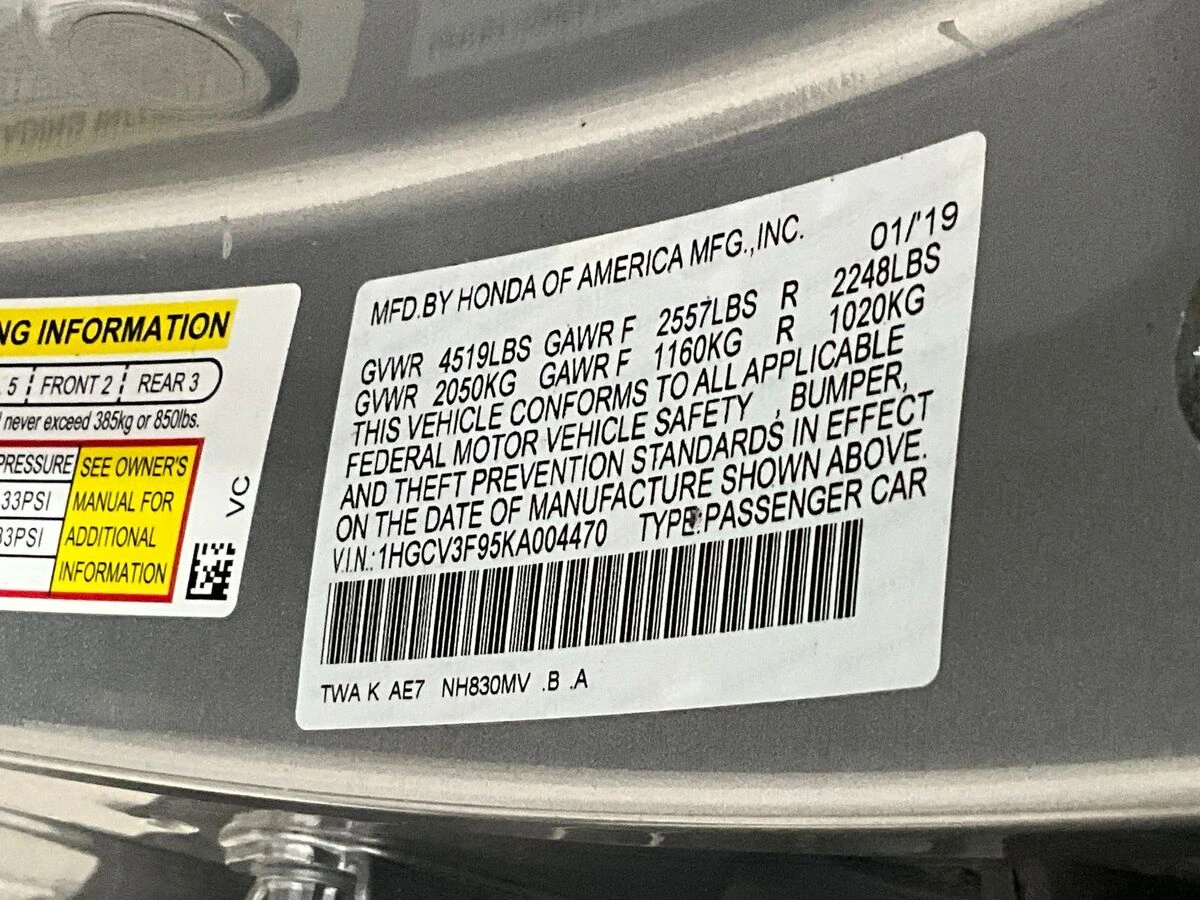 NG INFORMATION
5 FRONT 2 REAR 3
never exceed 385kg or 850lbs.
PRESSURE SEE OWNER'S
33PSI MANUAL FOR
33PSI ADDITIONAL
INFORMATION
VC
MFD.BY HONDA OF AMERICA MFG.,INC. 01/'19
GVWR 4519LBS GAWR F 2557LBS R 2248LBS
GVWR 2050KG GAWR F 1160KG R 1020KG
THIS VEHICLE CONFORMS TO ALL APPLICABLE
FEDERAL MOTOR VEHICLE SAFETY , BUMPER,
AND THEFT PREVENTION STANDARDS IN EFFECT
ON THE DATE OF MANUFACTURE SHOWN ABOVE.
V.I.N.:1HGCV3F95KA004470 TYPE:PASSENGER CAR
TWA K AE7 NH830MV .B .A